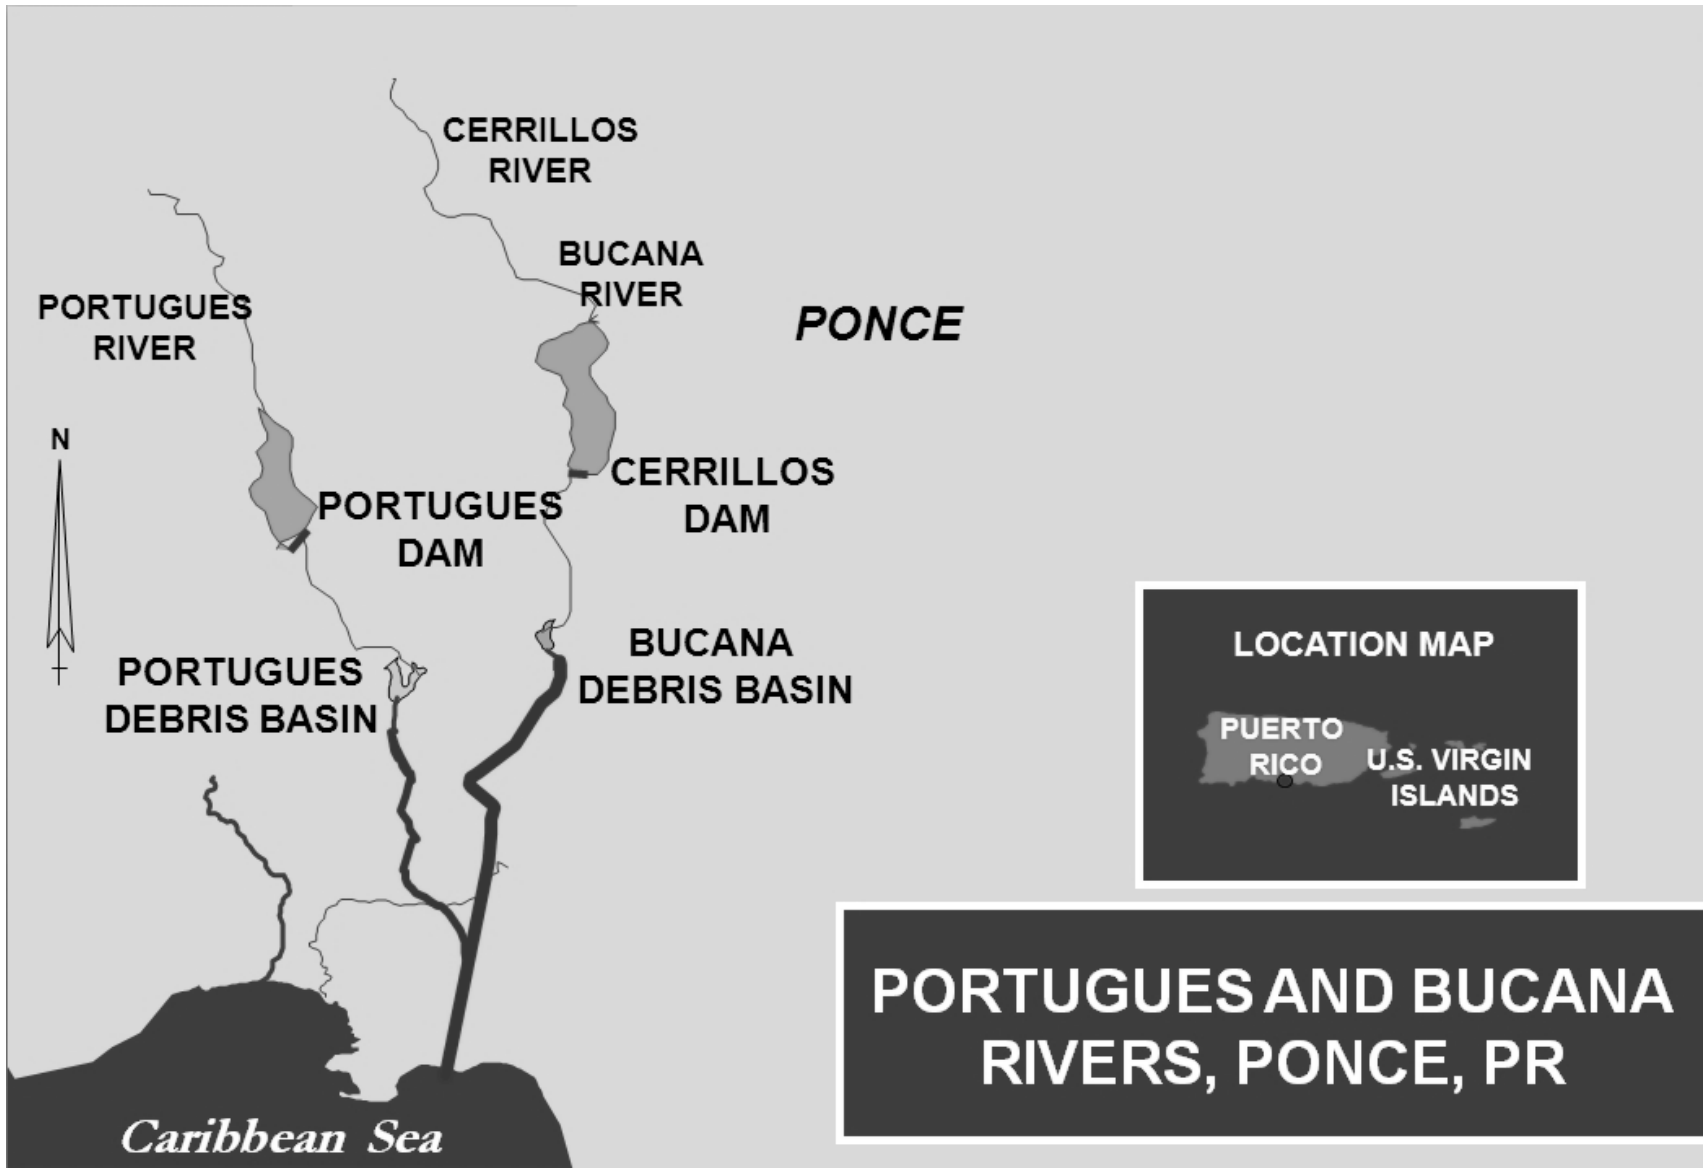 CERRILLOS
RIVER
BUCANA
RIVER
PORTUGUES
RIVER
PONCE
N
CERRILLOS
DAM
PORTUGUES
DAM
BUCANA
DEBRIS BASIN
PORTUGUES
DEBRIS BASIN
LOCATION MAP
PUERTO
RICO
U.S. VIRGIN
ISLANDS
PORTUGUES AND BUCANA
RIVERS, PONCE, PR
Caribbean Sea